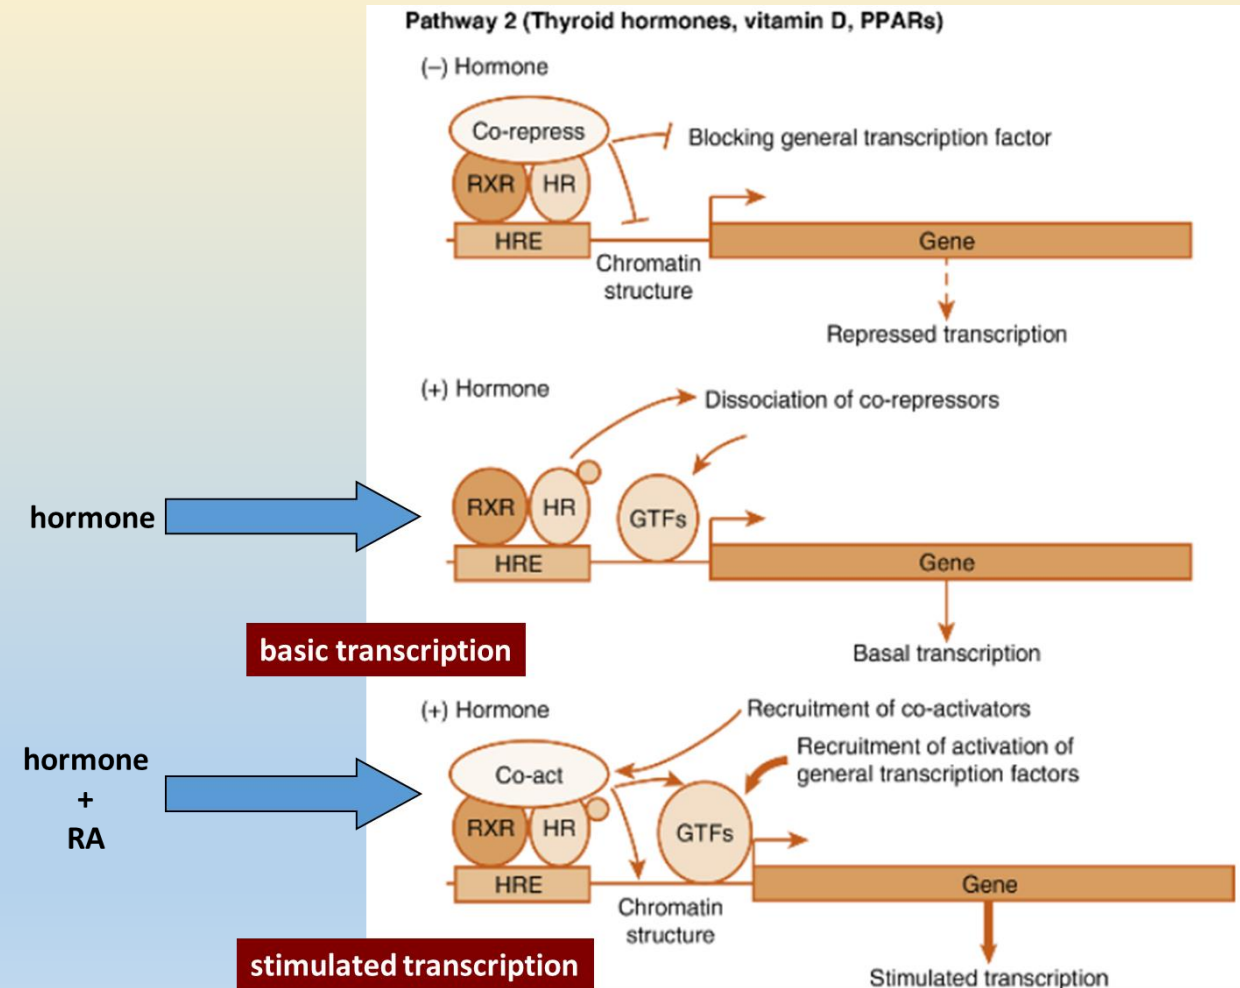 Pathway 2 (Thyroid hormones, vitamin D, PPARs)
(–) Hormone
Co-repress
Blocking general transcription factor
RXR
HR
HRE
Gene
Chromatin
structure
Repressed transcription
(+) Hormone
Dissociation of co-repressors
hormone
RXR
HR
GTFs
HRE
Gene
basic transcription
Basal transcription
(+) Hormone
Recruitment of co-activators
Recruitment of activation of
general transcription factors
hormone
+
RA
Co-act
RXR
HR
GTFs
HRE
Gene
Chromatin
structure
stimulated transcription
Stimulated transcription